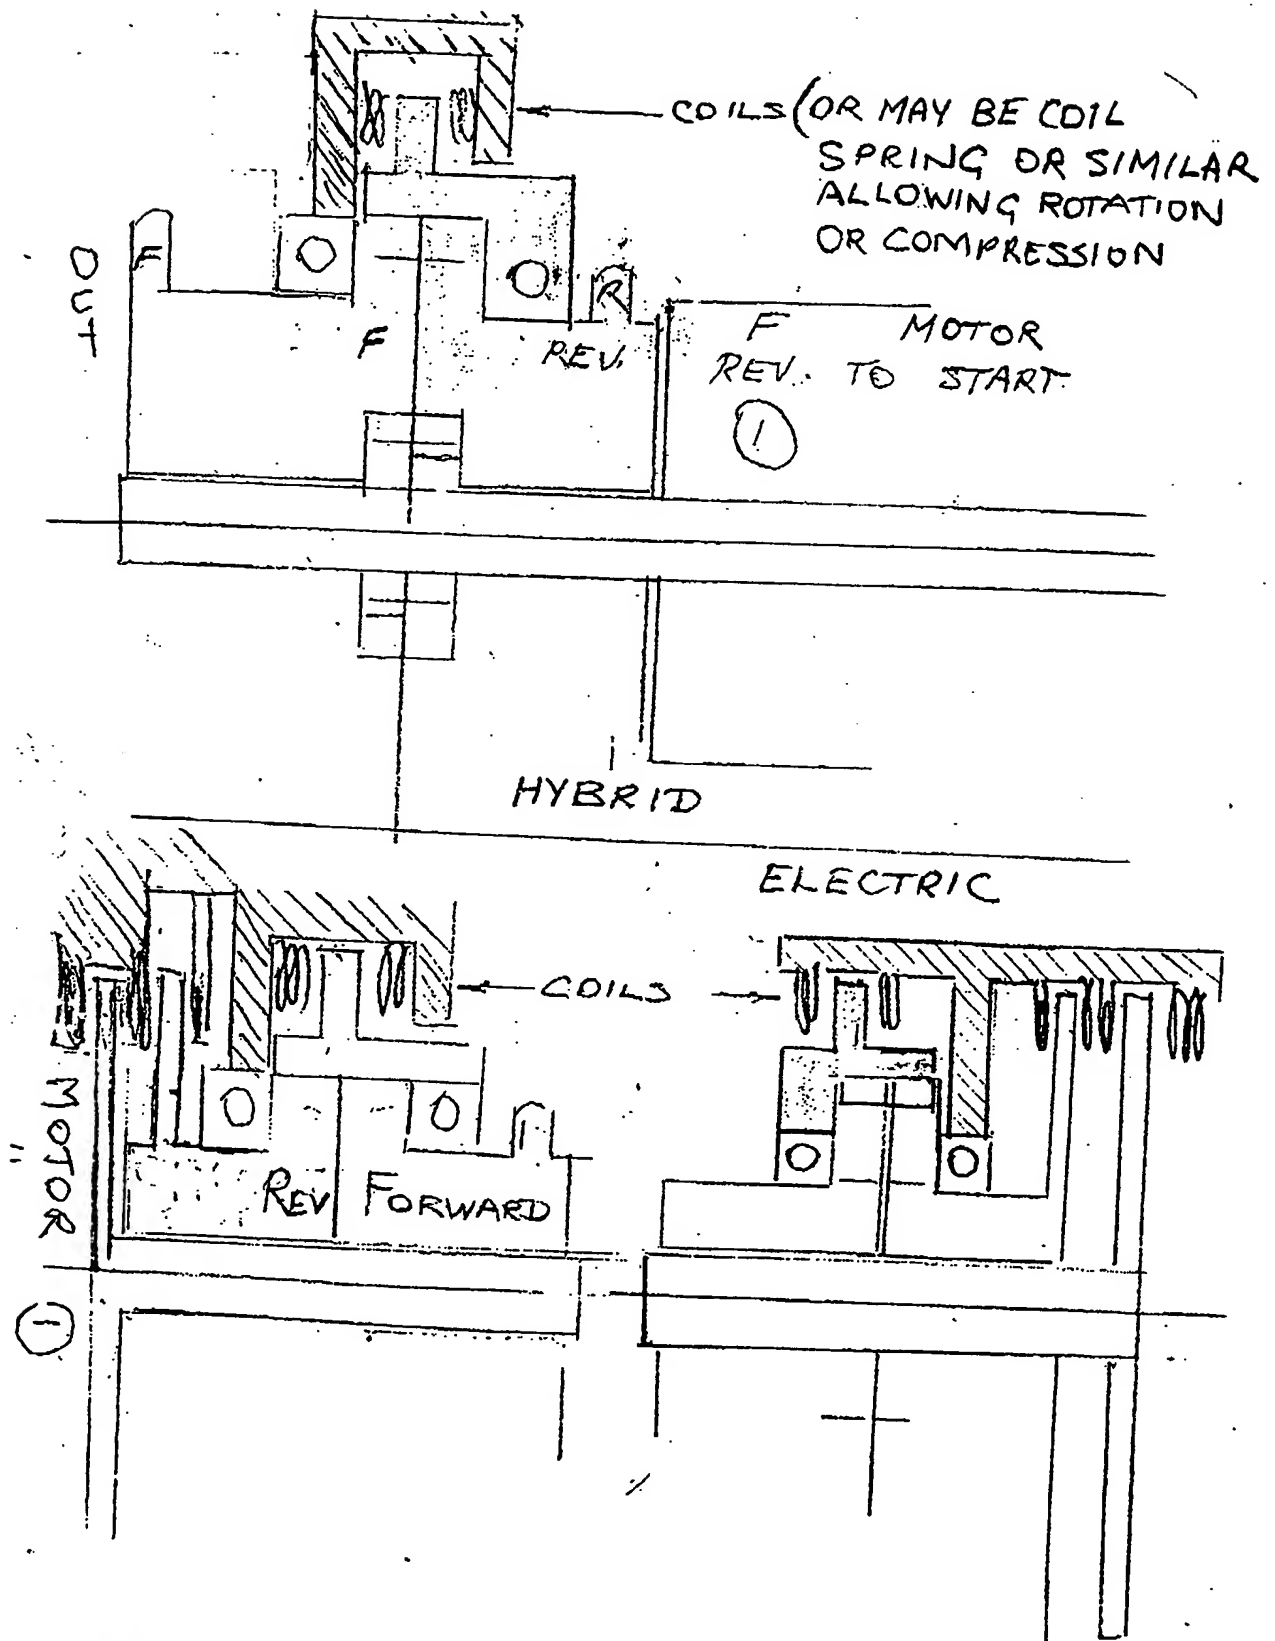 COILS (OR MAY BE COIL
SPRING OR SIMILAR
ALLOWING ROTATION
OR COMPRESSION
OUT
F
F
REV.
R
F MOTOR
REV. TO START
1
HYBRID
ELECTRIC
COILS
MOTOR
REV FORWARD
1